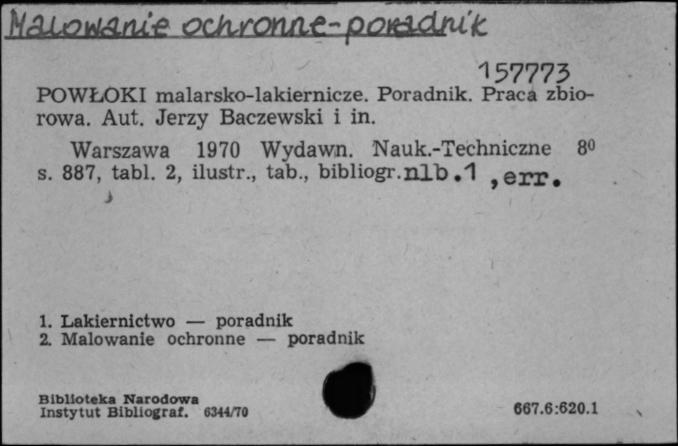 Malowanie ochronne-poradnik
157773
POWŁOKI malarsko-lakiernicze. Poradnik. Praca zbio-
rowa. Aut. Jerzy Baczewski i in.
Warszawa 1970 Wydawn. Nauk.-Techniczne 8⁰
s. 887, tabl. 2, ilustr., tab., bibliogr. nlb.1 , err.
1. Lakiernictwo — poradnik
2. Malowanie ochronne — poradnik
Biblioteka Narodowa
Instytut Bibliograf. 6344/70 667.6:620.1